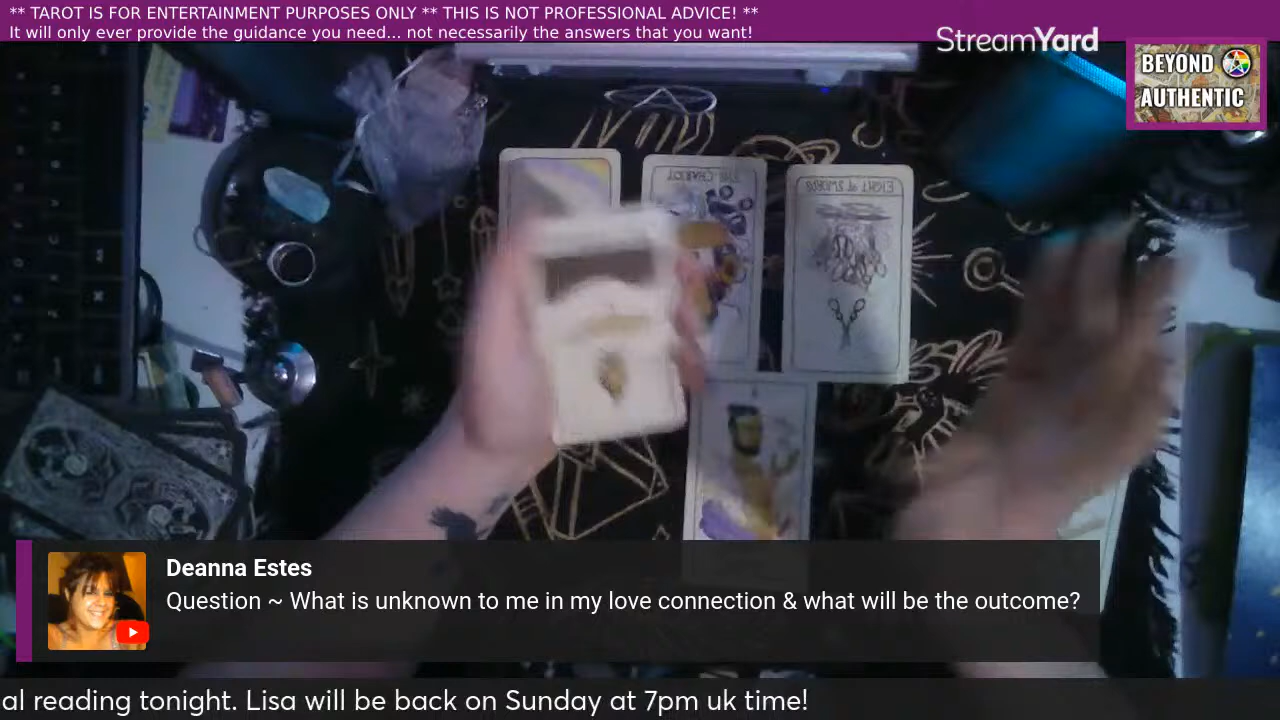 ** TAROT IS FOR ENTERTAINMENT PURPOSES ONLY ** THIS IS NOT PROFESSIONAL ADVICE! **
It will only ever provide the guidance you need... not necessarily the answers that you want!
StreamYard
BEYOND
AUTHENTIC
THE CHARIOT
EIGHT of SWORDS
Deanna Estes
Question ~ What is unknown to me in my love connection & what will be the outcome?
al reading tonight. Lisa will be back on Sunday at 7pm uk time!